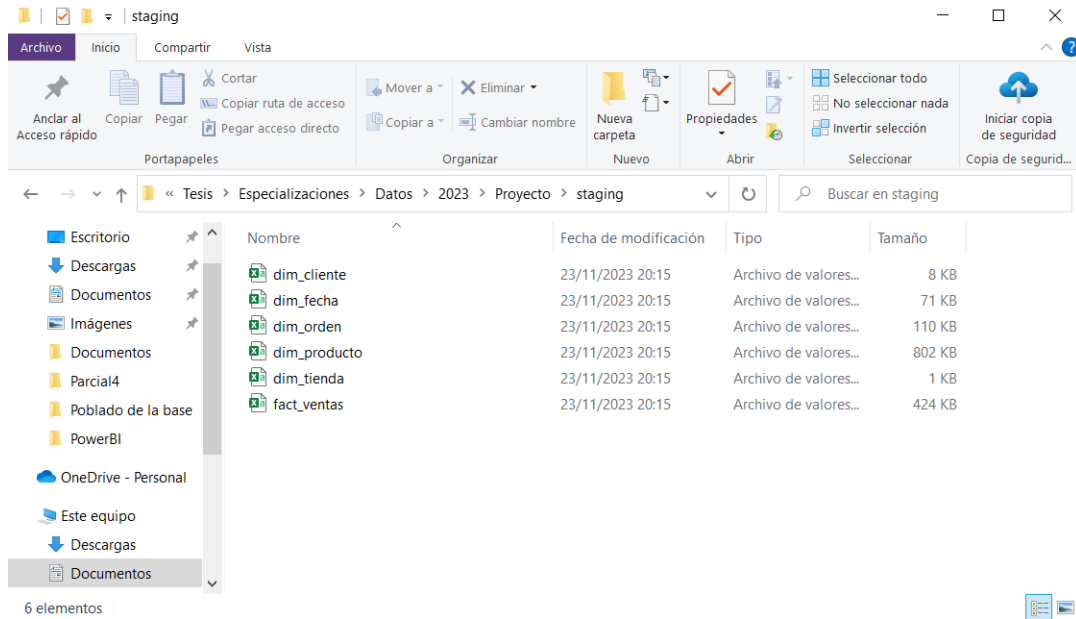 staging
Archivo Inicio Compartir Vista
Anclar al Acceso rápido
Copiar
Pegar
Cortar
Copiar ruta de acceso
Pegar acceso directo
Portapapeles
Mover a
Copiar a
Eliminar
Cambiar nombre
Organizar
Nueva carpeta
Nuevo
Propiedades
Abrir
Seleccionar todo
No seleccionar nada
Invertir selección
Seleccionar
Iniciar copia de seguridad
Copia de segurid...
« Tesis > Especializaciones > Datos > 2023 > Proyecto > staging
Buscar en staging
Escritorio
Descargas
Documentos
Imágenes
Documentos
Parcial4
Poblado de la base
PowerBI
OneDrive - Personal
Este equipo
Descargas
Documentos
Nombre Fecha de modificación Tipo Tamaño
dim_cliente 23/11/2023 20:15 Archivo de valores... 8 KB
dim_fecha 23/11/2023 20:15 Archivo de valores... 71 KB
dim_orden 23/11/2023 20:15 Archivo de valores... 110 KB
dim_producto 23/11/2023 20:15 Archivo de valores... 802 KB
dim_tienda 23/11/2023 20:15 Archivo de valores... 1 KB
fact_ventas 23/11/2023 20:15 Archivo de valores... 424 KB
6 elementos